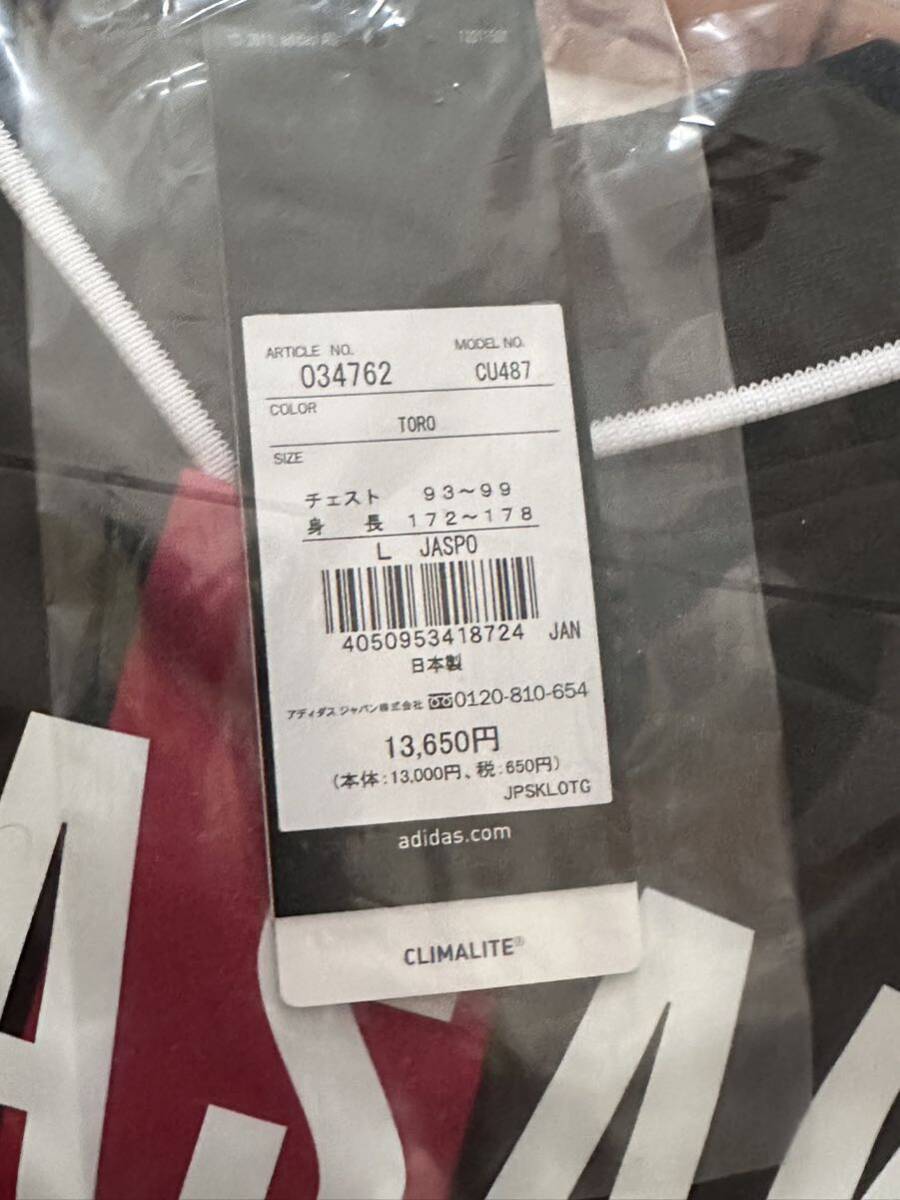 ARTICLE NO. MODEL NO.
034762 CU487
COLOR
TORO
SIZE
チェスト 93~99
身 長 172~178
L JASPO
4050953418724 JAN
日本製
アディダス ジャパン株式会社 0120-810-654
13,650円
(本体:13,000円、税:650円)
JPSKLOTG
adidas.com
CLIMALITE®